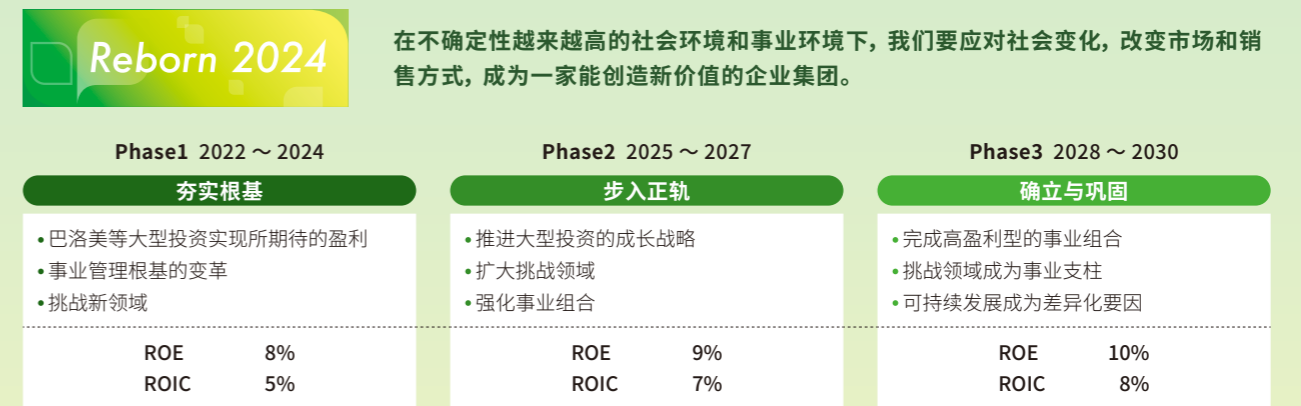 Reborn 2024
在不确定性越来越高的社会环境和事业环境下, 我们要应对社会变化, 改变市场和销
售方式, 成为一家能创造新价值的企业集团。
Phase1 2022 ～ 2024
夯实根基
•巴洛美等大型投资实现所期待的盈利
•事业管理根基的变革
•挑战新领域
ROE 8%
ROIC 5%
Phase2 2025 ～ 2027
步入正轨
•推进大型投资的成长战略
•扩大挑战领域
•强化事业组合
ROE 9%
ROIC 7%
Phase3 2028 ～ 2030
确立与巩固
•完成高盈利型的事业组合
•挑战领域成为事业支柱
•可持续发展成为差异化要因
ROE 10%
ROIC 8%